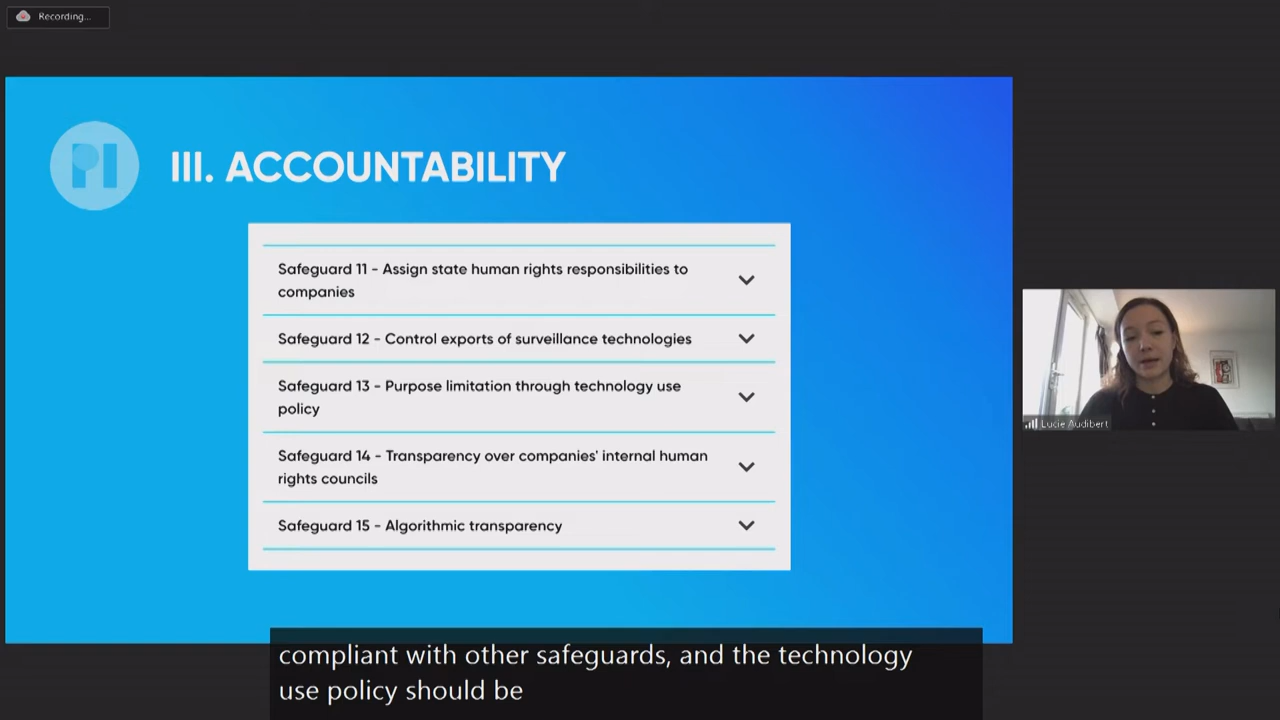 Recording...
PI
III. ACCOUNTABILITY
Safeguard 11 - Assign state human rights responsibilities to
companies
Safeguard 12 - Control exports of surveillance technologies
Safeguard 13 - Purpose limitation through technology use
policy
Safeguard 14 - Transparency over companies' internal human
rights councils
Safeguard 15 - Algorithmic transparency
Lucie Audibert
compliant with other safeguards, and the technology
use policy should be